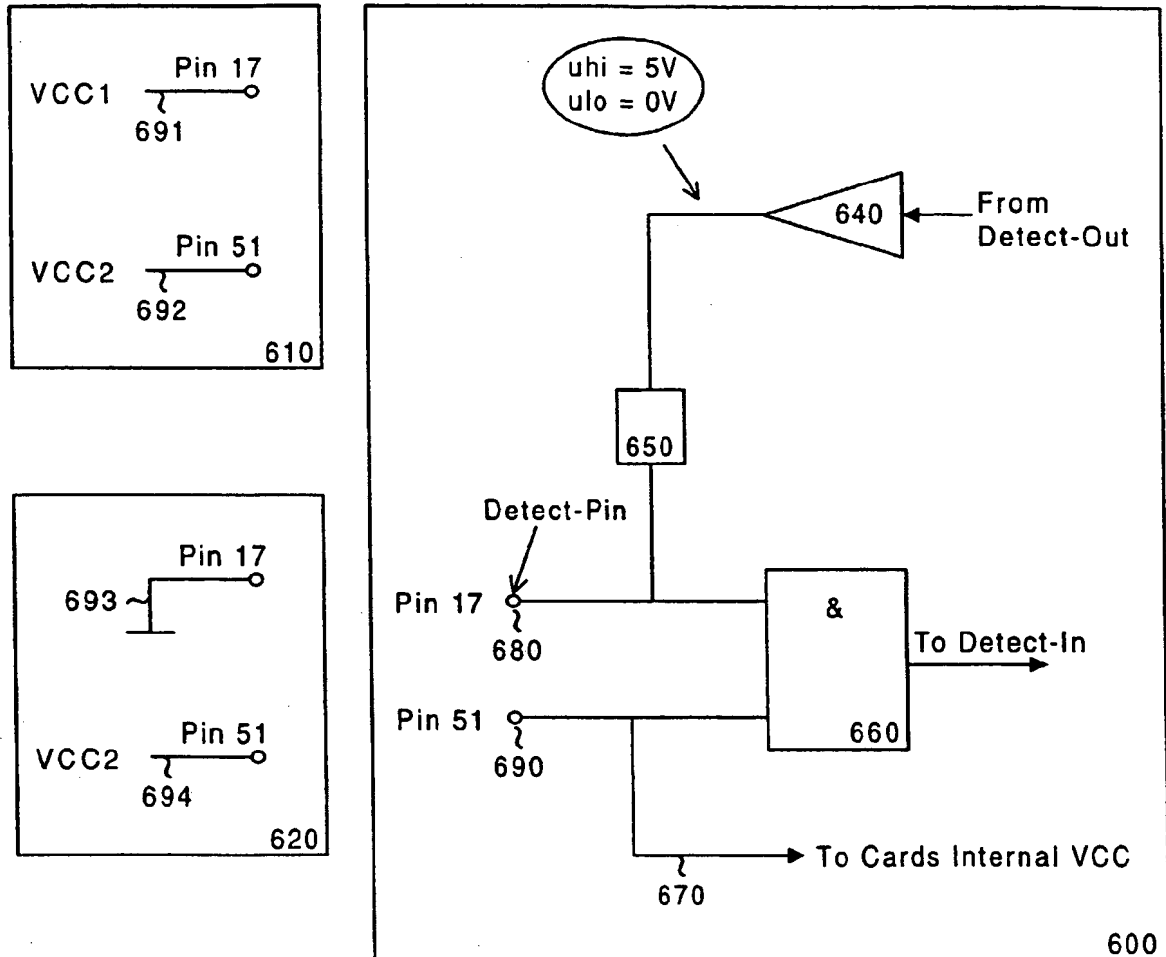 Pin 17
VCC1
691
Pin 51
VCC2
692
610
Pin 17
693
Pin 51
VCC2
694
620
uhi = 5V
ulo = 0V
640
From
Detect-Out
650
Detect-Pin
Pin 17
680
&
To Detect-In
Pin 51
690
660
To Cards Internal VCC
670
600